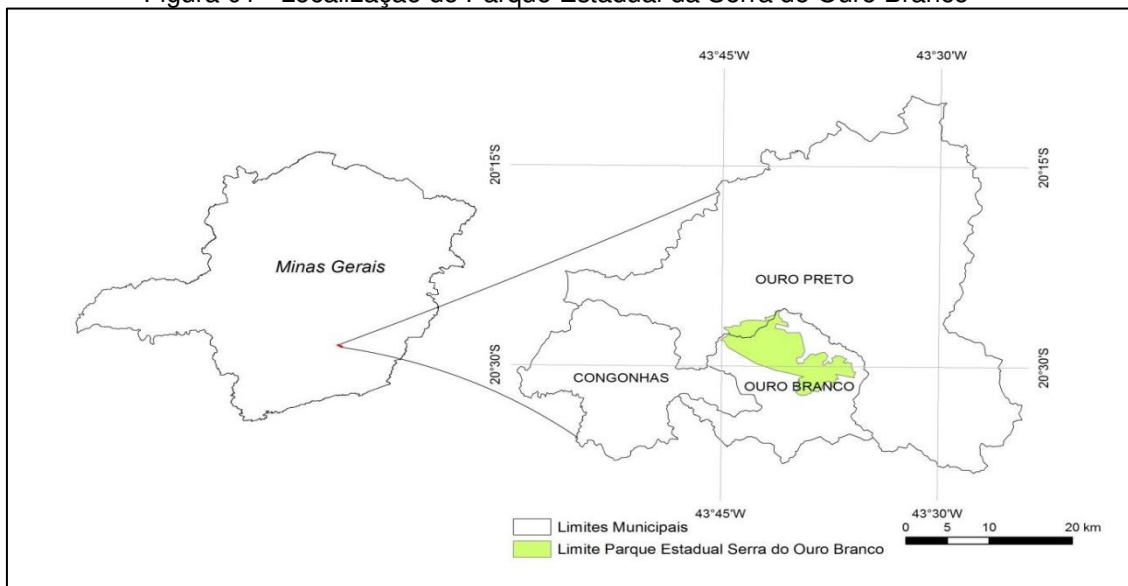 Figura 01 - Localização do Parque Estadual da Serra do Ouro Branco
43°45'W 43°30'W
20°15'S 20°15'S
Minas Gerais
OURO PRETO
20°30'S 20°30'S
CONGONHAS
OURO BRANCO
43°45'W 43°30'W
Limites Municipais
Limite Parque Estadual Serra do Ouro Branco
0 5 10 20 km